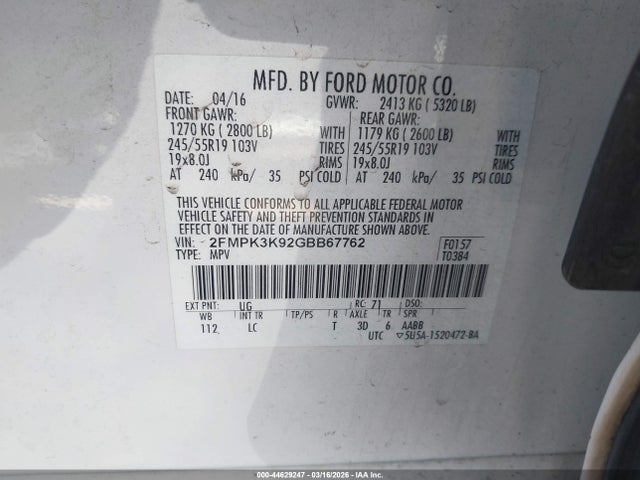 MFD. BY FORD MOTOR CO.
DATE: 04/16 GVWR: 2413 KG ( 5320 LB)
FRONT GAWR: REAR GAWR:
1270 KG ( 2800 LB) WITH 1179 KG ( 2600 LB) WITH
245/55R19 103V TIRES 245/55R19 103V TIRES
19x8.0J RIMS 19x8.0J RIMS
AT 240 kPa/ 35 PSI COLD AT 240 kPa/ 35 PSI COLD
THIS VEHICLE CONFORMS TO ALL APPLICABLE FEDERAL MOTOR
VEHICLE SAFETY AND THEFT PREVENTION STANDARDS IN
EFFECT ON THE DATE OF MANUFACTURE SHOWN ABOVE.
VIN: 2FMPK3K92GBB67762 F0157
TYPE: MPV T0384
EXT PNT: UG RC: 71 DSO:
WB INT TR TP/PS R AXLE TR SPR
112 LC T 3D 6 AABB
UTC ▽5U5A-1520472-BA
000-44629247 - 03/16/2026 - IAA Inc.